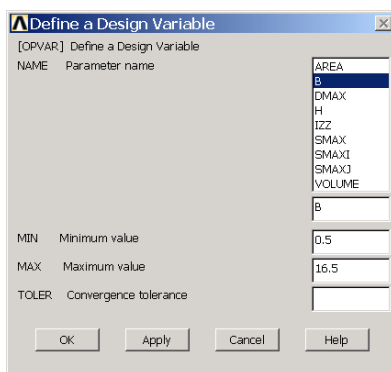 Define a Design Variable
[OPVAR] Define a Design Variable
NAME Parameter name
AREA
B
DMAX
H
IZZ
SMAX
SMAXI
SMAXJ
VOLUME
B
MIN Minimum value 0.5
MAX Maximum value 16.5
TOLER Convergence tolerance
OK Apply Cancel Help